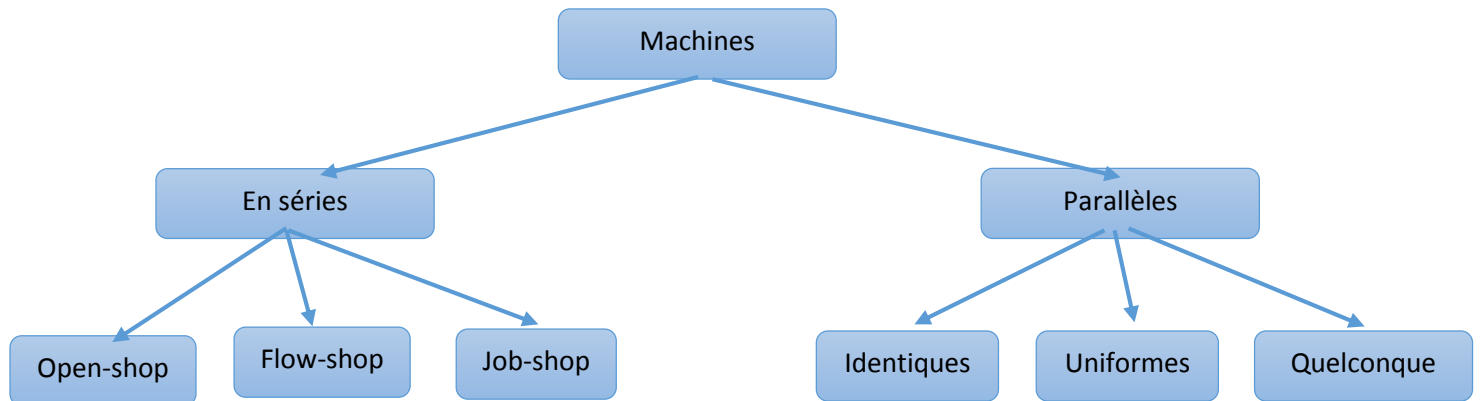 Machines
En séries
Parallèles
Open-shop
Flow-shop
Job-shop
Identiques
Uniformes
Quelconque